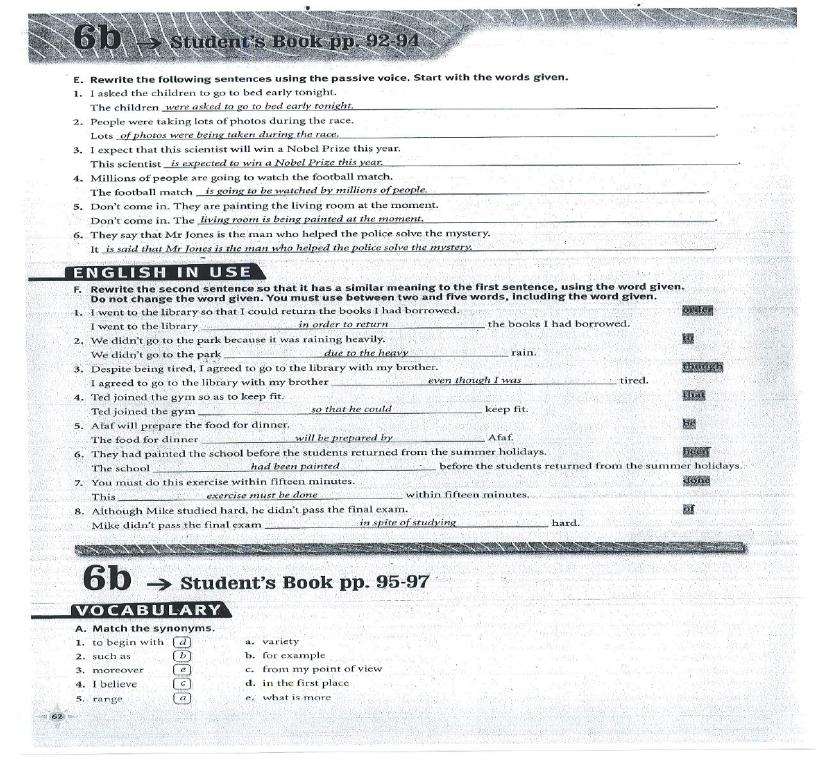 6b → Student's Book pp. 92-94
E. Rewrite the following sentences using the passive voice. Start with the words given.
1. I asked the children to go to bed early tonight.
The children were asked to go to bed early tonight.
2. People were taking lots of photos during the race.
Lots of photos were being taken during the race.
3. I expect that this scientist will win a Nobel Prize this year.
This scientist is expected to win a Nobel Prize this year.
4. Millions of people are going to watch the football match.
The football match is going to be watched by millions of people.
5. Don't come in. They are painting the living room at the moment.
Don't come in. The living room is being painted at the moment.
6. They say that Mr Jones is the man who helped the police solve the mystery.
It is said that Mr Jones is the man who helped the police solve the mystery.
ENGLISH IN USE
F. Rewrite the second sentence so that it has a similar meaning to the first sentence, using the word given.
Do not change the word given. You must use between two and five words, including the word given.
1. I went to the library so that I could return the books I had borrowed. order
I went to the library in order to return the books I had borrowed.
2. We didn't go to the park because it was raining heavily. to
We didn't go to the park due to the heavy rain.
3. Despite being tired, I agreed to go to the library with my brother. though
I agreed to go to the library with my brother even though I was tired.
4. Ted joined the gym so as to keep fit. that
Ted joined the gym so that he could keep fit.
5. Afaf will prepare the food for dinner. be
The food for dinner will be prepared by Afaf.
6. They had painted the school before the students returned from the summer holidays. been
The school had been painted before the students returned from the summer holidays.
7. You must do this exercise within fifteen minutes. done
This exercise must be done within fifteen minutes.
8. Although Mike studied hard, he didn't pass the final exam. of
Mike didn't pass the final exam in spite of studying hard.
6b → Student's Book pp. 95-97
VOCABULARY
A. Match the synonyms.
1. to begin with d a. variety
2. such as b b. for example
3. moreover e c. from my point of view
4. I believe c d. in the first place
5. range a e. what is more
62